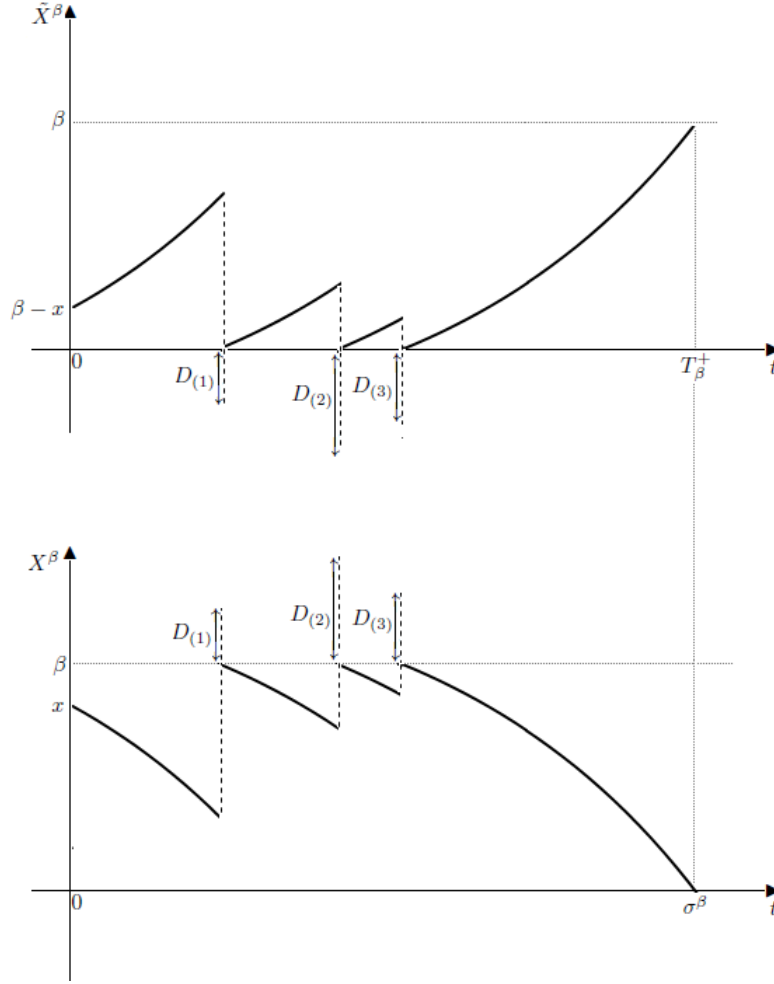 X̃^β
β
β − x
0
D_(1)
D_(2)
D_(3)
T_β^+
t
X^β
D_(1)
D_(2)
D_(3)
β
x
0
σ^β
t